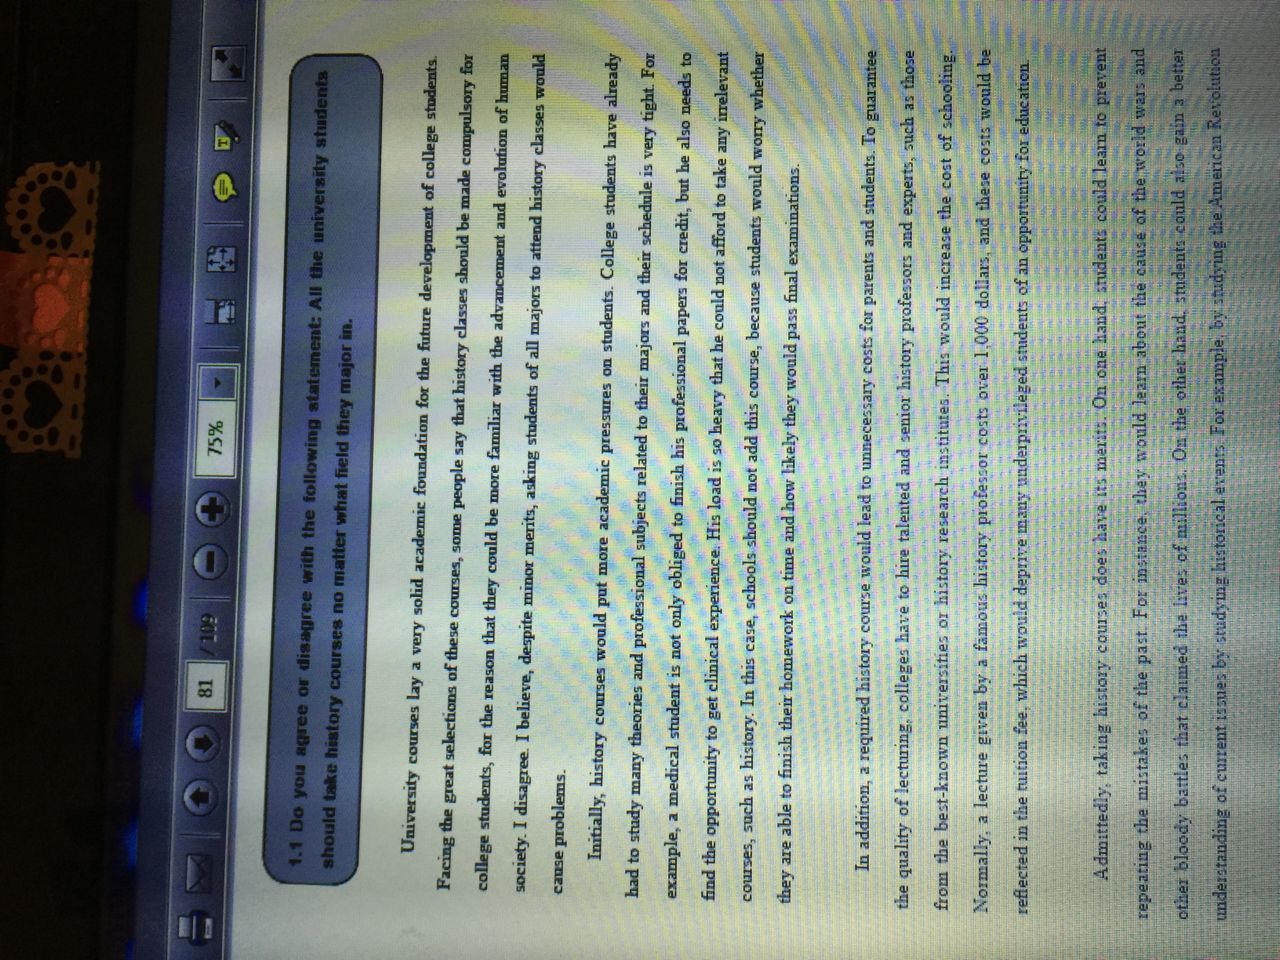 81 / 109
75%
1.1 Do you agree or disagree with the following statement: All the university students
should take history courses no matter what field they major in.
University courses lay a very solid academic foundation for the future development of college students.
Facing the great selections of these courses, some people say that history classes should be made compulsory for
college students, for the reason that they could be more familiar with the advancement and evolution of human
society. I disagree. I believe, despite minor merits, asking students of all majors to attend history classes would
cause problems.
Initially, history courses would put more academic pressures on students. College students have already
had to study many theories and professional subjects related to their majors and their schedule is very tight. For
example, a medical student is not only obliged to finish his professional papers for credit, but he also needs to
find the opportunity to get clinical experience. His load is so heavy that he could not afford to take any irrelevant
courses, such as history. In this case, schools should not add this course, because students would worry whether
they are able to finish their homework on time and how likely they would pass final examinations.
In addition, a required history course would lead to unnecessary costs for parents and students. To guarantee
the quality of lecturing, colleges have to hire talented and senior history professors and experts, such as those
from the best-known universities or history research institutes. This would increase the cost of schooling.
Normally, a lecture given by a famous history professor costs over 1,000 dollars, and these costs would be
reflected in the tuition fee, which would deprive many underprivileged students of an opportunity for education.
Admittedly, taking history courses does have its merits. On one hand, students could learn to prevent
repeating the mistakes of the past. For instance, they would learn about the cause of the world wars and
other bloody battles that claimed the lives of millions. On the other hand, students could also gain a better
understanding of current issues by studying historical events. For example, by studying the American Revolution